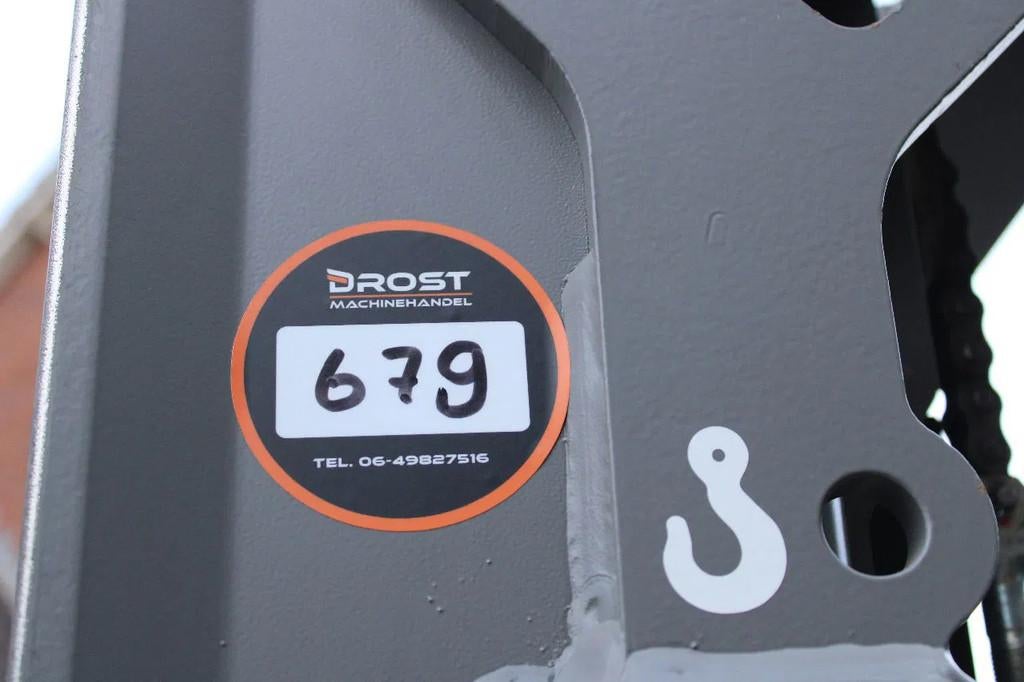 DROST
MACHINEHANDEL
679
TEL. 06-49827516